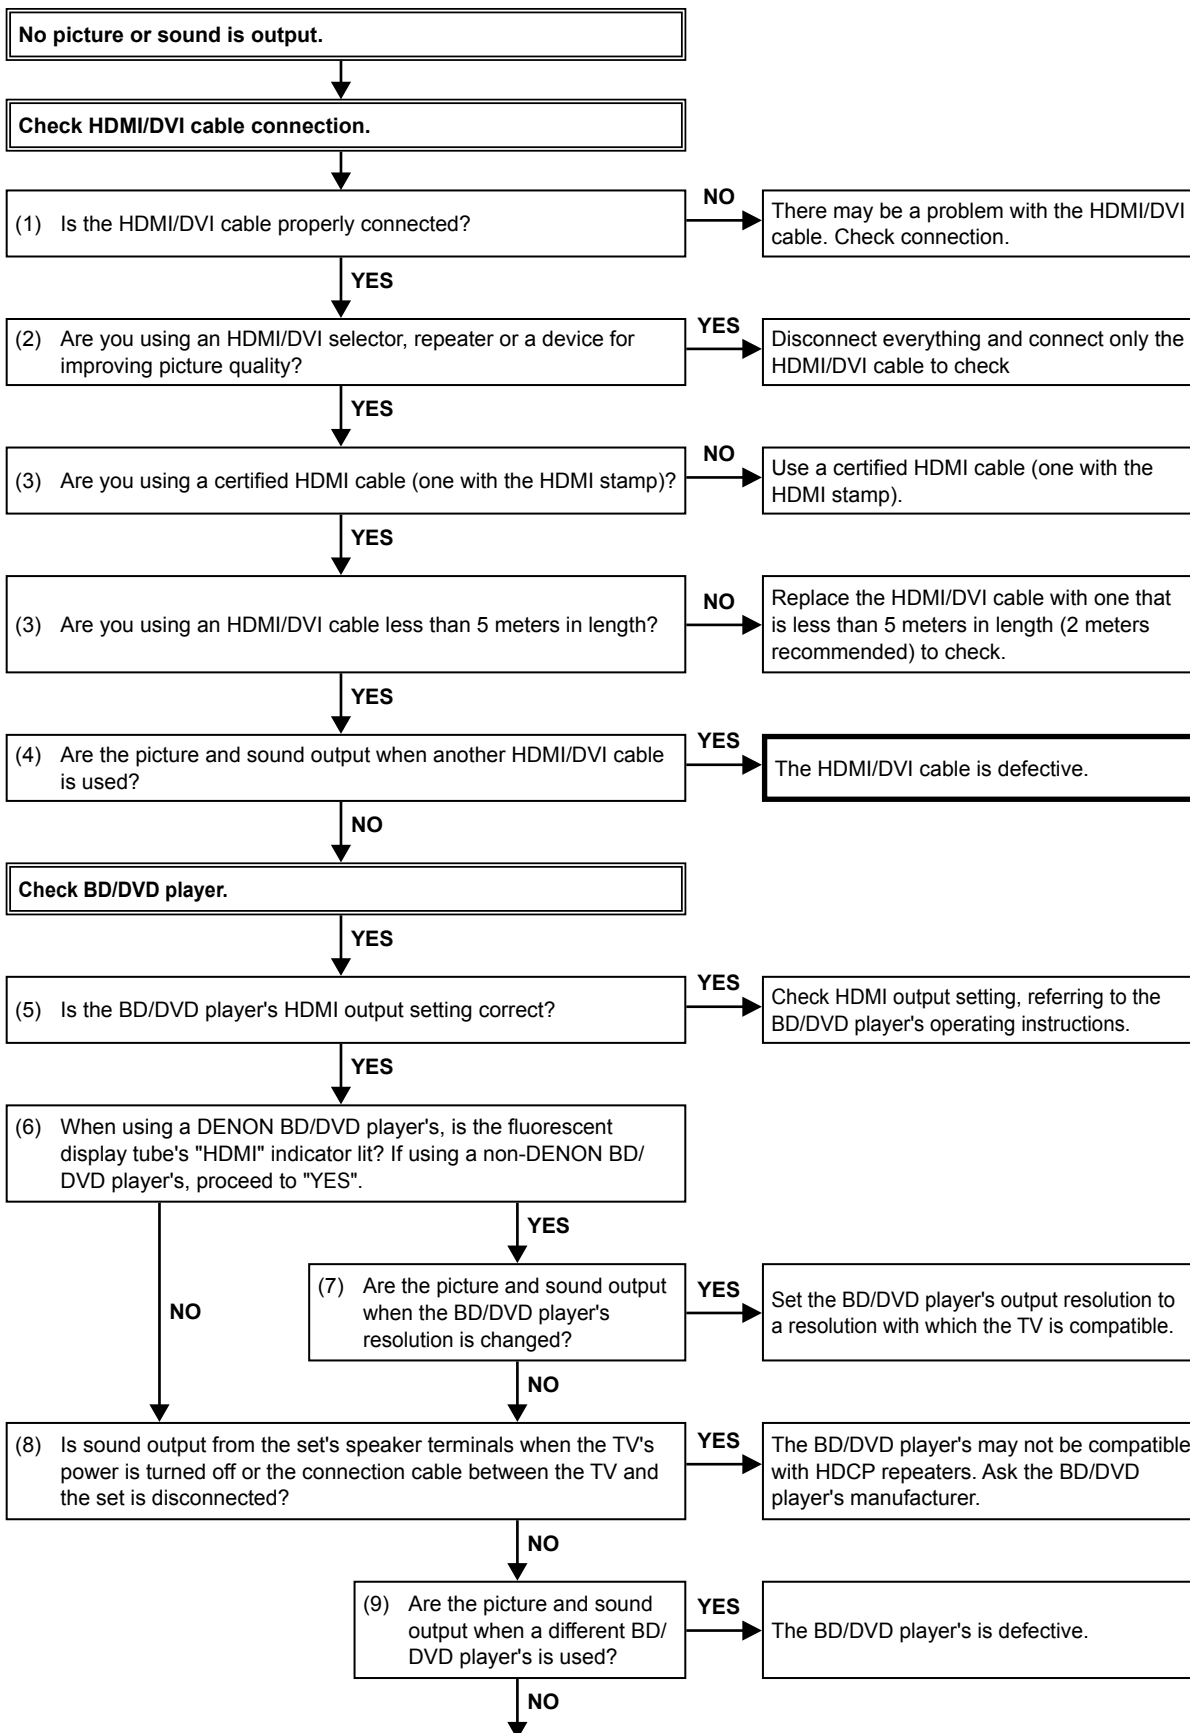 No picture or sound is output.
Check HDMI/DVI cable connection.
(1) Is the HDMI/DVI cable properly connected?
NO
There may be a problem with the HDMI/DVI
cable. Check connection.
YES
(2) Are you using an HDMI/DVI selector, repeater or a device for
improving picture quality?
YES
Disconnect everything and connect only the
HDMI/DVI cable to check
YES
(3) Are you using a certified HDMI cable (one with the HDMI stamp)?
NO
Use a certified HDMI cable (one with the
HDMI stamp).
YES
(3) Are you using an HDMI/DVI cable less than 5 meters in length?
NO
Replace the HDMI/DVI cable with one that
is less than 5 meters in length (2 meters
recommended) to check.
YES
(4) Are the picture and sound output when another HDMI/DVI cable
is used?
YES
The HDMI/DVI cable is defective.
NO
Check BD/DVD player.
YES
(5) Is the BD/DVD player's HDMI output setting correct?
YES
Check HDMI output setting, referring to the
BD/DVD player's operating instructions.
YES
(6) When using a DENON BD/DVD player's, is the fluorescent
display tube's "HDMI" indicator lit? If using a non-DENON BD/
DVD player's, proceed to "YES".
YES
NO
(7) Are the picture and sound output
when the BD/DVD player's
resolution is changed?
YES
Set the BD/DVD player's output resolution to
a resolution with which the TV is compatible.
NO
(8) Is sound output from the set's speaker terminals when the TV's
power is turned off or the connection cable between the TV and
the set is disconnected?
YES
The BD/DVD player's may not be compatible
with HDCP repeaters. Ask the BD/DVD
player's manufacturer.
NO
(9) Are the picture and sound
output when a different BD/
DVD player's is used?
YES
The BD/DVD player's is defective.
NO